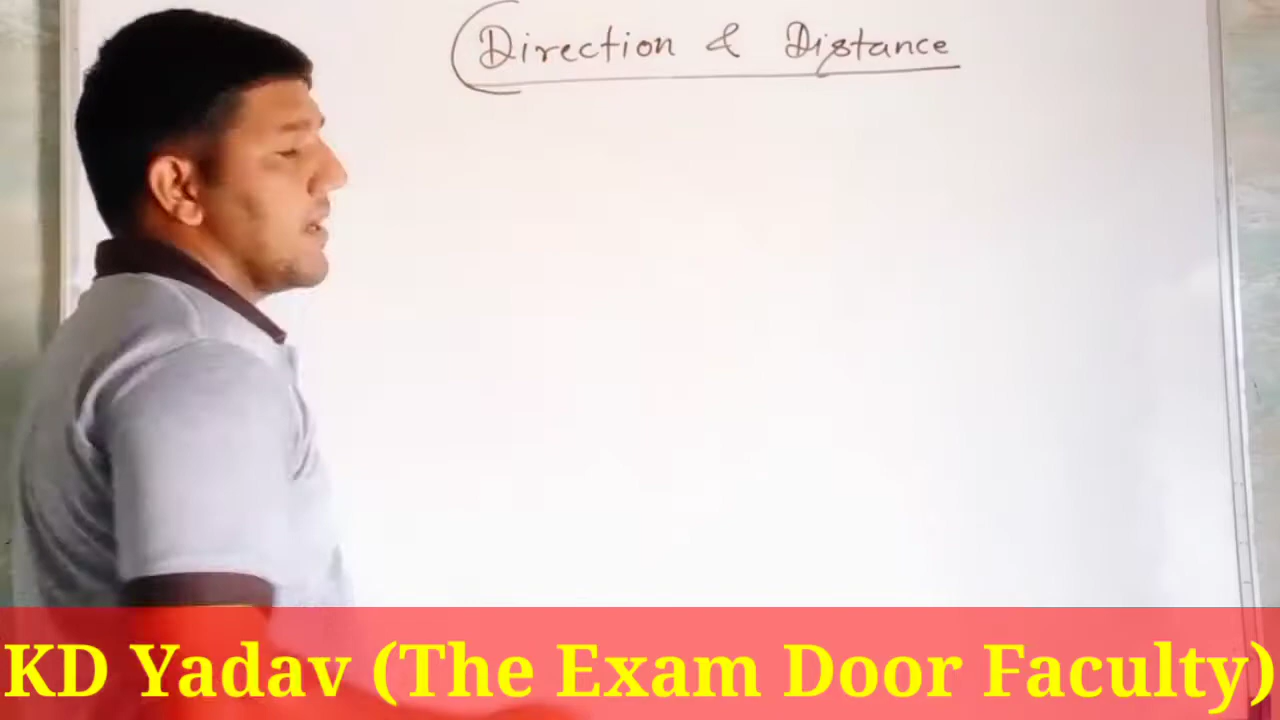 Direction & Distance
KD Yadav (The Exam Door Faculty)